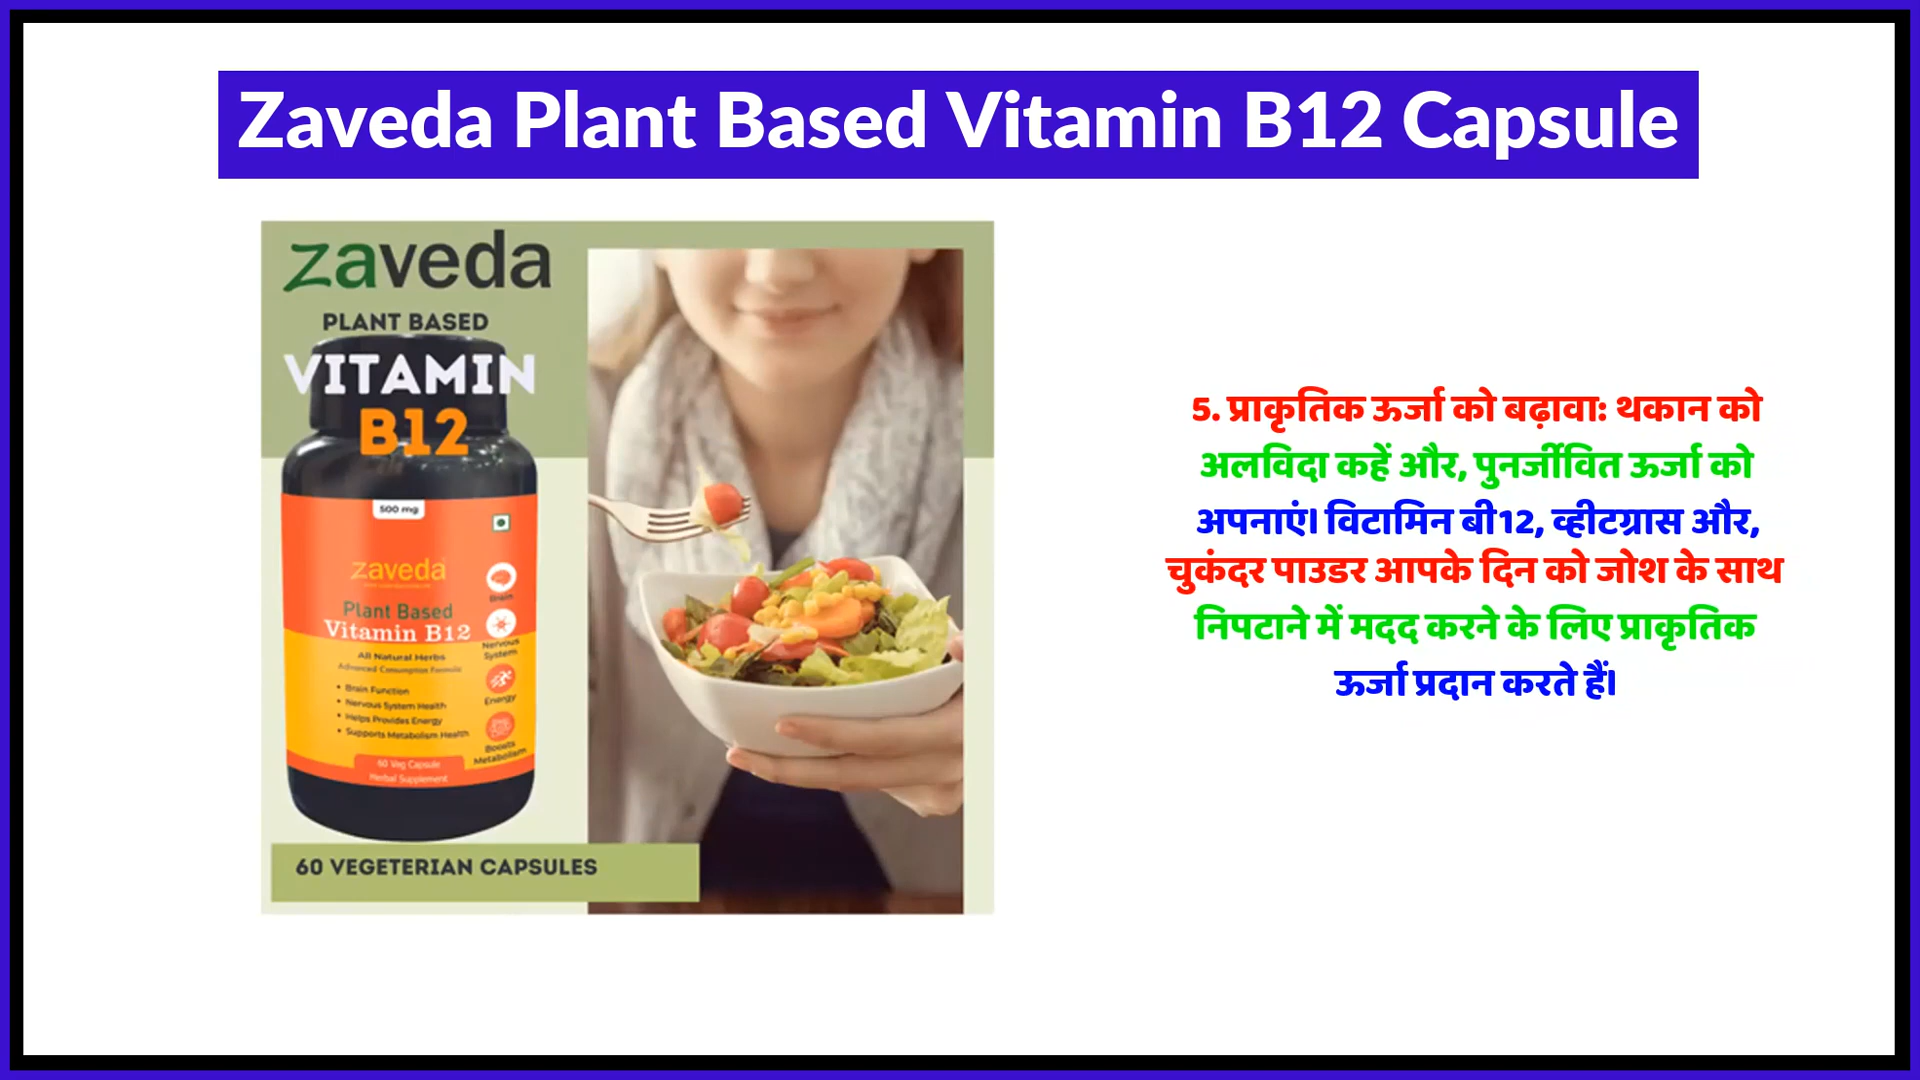 Zaveda Plant Based Vitamin B12 Capsule
zaveda
PLANT BASED
VITAMIN
B12
500 mg
zaveda
Plant Based
Vitamin B12
All Natural Herbs
Advanced Consumption Formula
• Brain Function
• Nervous System Health
• Helps Provides Energy
• Supports Metabolism Health
Brain
Nervous
System
Energy
Boosts
Metabolism
60 Veg Capsule
Herbal Supplement
60 VEGETERIAN CAPSULES
5. प्राकृतिक ऊर्जा को बढ़ावा: थकान को
अलविदा कहें और, पुनर्जीवित ऊर्जा को
अपनाएं। विटामिन बी12, व्हीटग्रास और,
चुकंदर पाउडर आपके दिन को जोश के साथ
निपटाने में मदद करने के लिए प्राकृतिक
ऊर्जा प्रदान करते हैं।